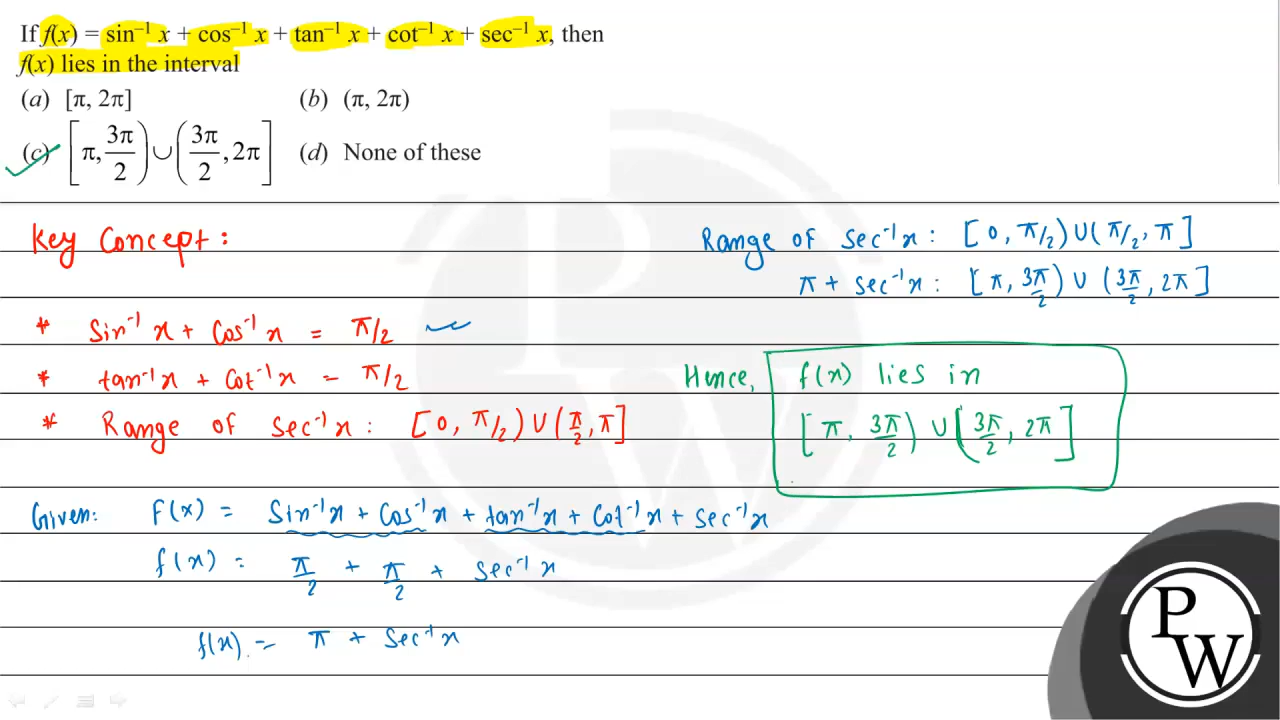 If f(x) = sin⁻¹ x + cos⁻¹ x + tan⁻¹ x + cot⁻¹ x + sec⁻¹ x, then
f(x) lies in the interval
(a) [π, 2π] (b) (π, 2π)
(c) [π, 3π/2) ∪ (3π/2, 2π] (d) None of these
Key Concept:
* Sin⁻¹ x + Cos⁻¹ x = π/2
* tan⁻¹x + Cot⁻¹x = π/2
* Range of sec⁻¹x : [0, π/2) U (π/2, π]
Given: F(x) = Sin⁻¹x + Cos⁻¹x + tan⁻¹x + Cot⁻¹x + Sec⁻¹x
f(x) = π/2 + π/2 + Sec⁻¹x
f(x) = π + Sec⁻¹x
Range of Sec⁻¹x : [0, π/2) U (π/2, π]
π + Sec⁻¹x : [π, 3π/2) U (3π/2, 2π]
Hence, f(x) lies in
[π, 3π/2) U (3π/2, 2π]
PW
PW